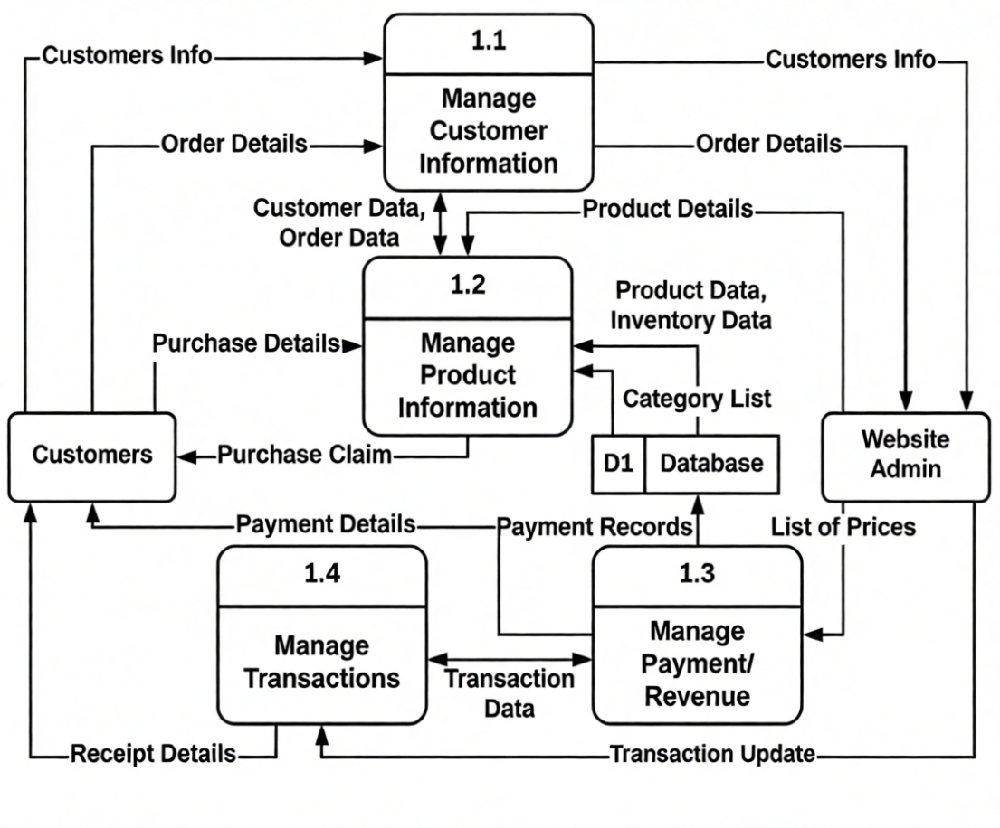 1.1
Customers Info
Customers Info
Manage
Customer
Information
Order Details
Order Details
Customer Data,
Order Data
Product Details
1.2
Product Data,
Inventory Data
Purchase Details
Manage
Product
Information
Category List
Customers
Purchase Claim
D1
Database
Website
Admin
Payment Details
Payment Records
List of Prices
1.4
1.3
Manage
Transactions
Manage
Payment/
Revenue
Transaction
Data
Receipt Details
Transaction Update